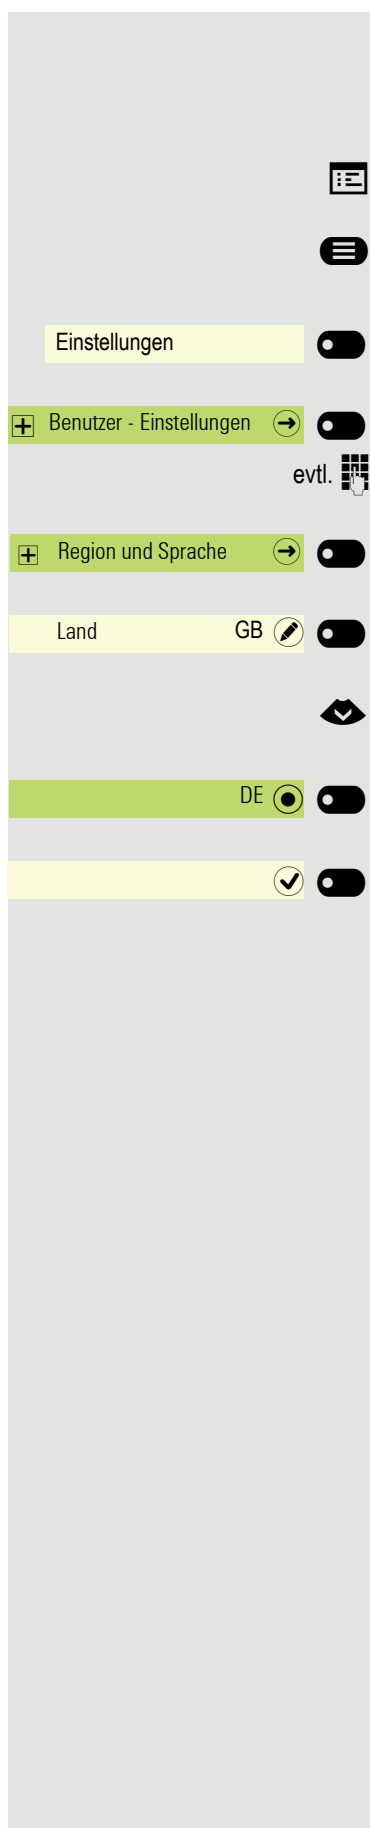 Einstellungen
Benutzer - Einstellungen
evtl.
Region und Sprache
Land GB
DE